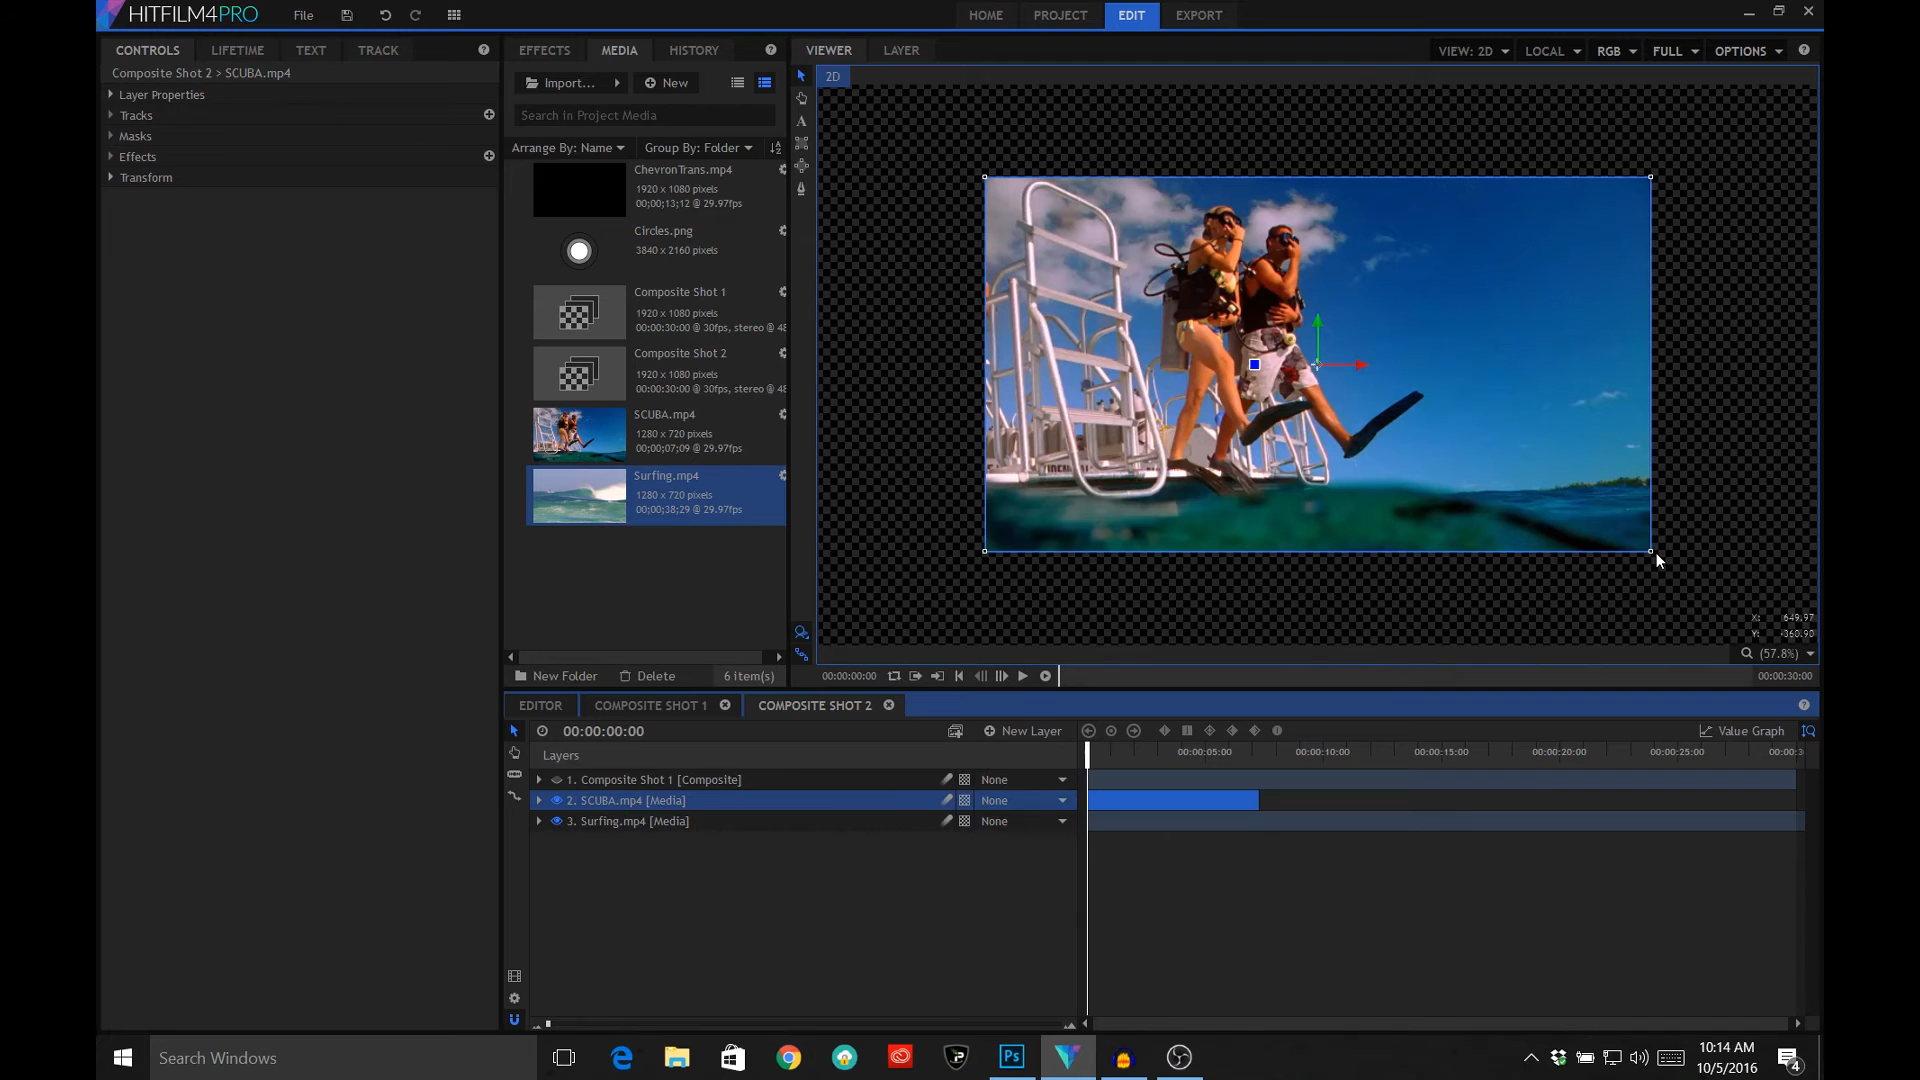 HITFILM4PRO
File
HOME
PROJECT
EDIT
EXPORT
CONTROLS
LIFETIME
TEXT
TRACK
Composite Shot 2 > SCUBA.mp4
Layer Properties
Tracks
Masks
Effects
Transform
EFFECTS
MEDIA
HISTORY
Import...
New
Search in Project Media
Arrange By: Name
Group By: Folder
ChevronTrans.mp4
1920 x 1080 pixels
00;00;13;12 @ 29.97fps
Circles.png
3840 x 2160 pixels
Composite Shot 1
1920 x 1080 pixels
00:00:30:00 @ 30fps, stereo @ 48
Composite Shot 2
1920 x 1080 pixels
00:00:30:00 @ 30fps, stereo @ 48
SCUBA.mp4
1280 x 720 pixels
00;00;07;09 @ 29.97fps
Surfing.mp4
1280 x 720 pixels
00;00;38;29 @ 29.97fps
New Folder
Delete
6 item(s)
VIEWER
LAYER
VIEW: 2D
LOCAL
RGB
FULL
OPTIONS
2D
X: 649.97
Y: -360.90
(57.8%)
00:00:00:00
00:00:30:00
EDITOR
COMPOSITE SHOT 1
COMPOSITE SHOT 2
00:00:00:00
New Layer
Value Graph
Layers
00:00:05:00
00:00:10:00
00:00:15:00
00:00:20:00
00:00:25:00
00:00:3
1. Composite Shot 1 [Composite]
None
2. SCUBA.mp4 [Media]
None
3. Surfing.mp4 [Media]
None
Search Windows
Ps
10:14 AM
10/5/2016
4